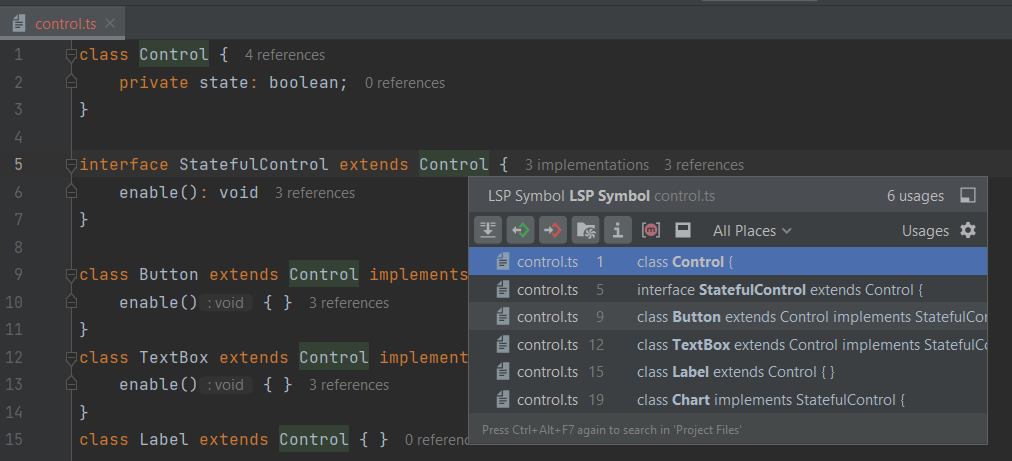 control.ts
1 class Control { 4 references
2 private state: boolean; 0 references
3 }
4
5 interface StatefulControl extends Control { 3 implementations 3 references
6 enable(): void 3 references
7 }
8
9 class Button extends Control implements
10 enable() :void { } 3 references
11 }
12 class TextBox extends Control implement
13 enable() :void { } 3 references
14 }
15 class Label extends Control { } 0 referenc
LSP Symbol LSP Symbol control.ts 6 usages
All Places Usages
control.ts 1 class Control {
control.ts 5 interface StatefulControl extends Control {
control.ts 9 class Button extends Control implements StatefulCon
control.ts 12 class TextBox extends Control implements StatefulC
control.ts 15 class Label extends Control { }
control.ts 19 class Chart implements StatefulControl {
Press Ctrl+Alt+F7 again to search in 'Project Files'